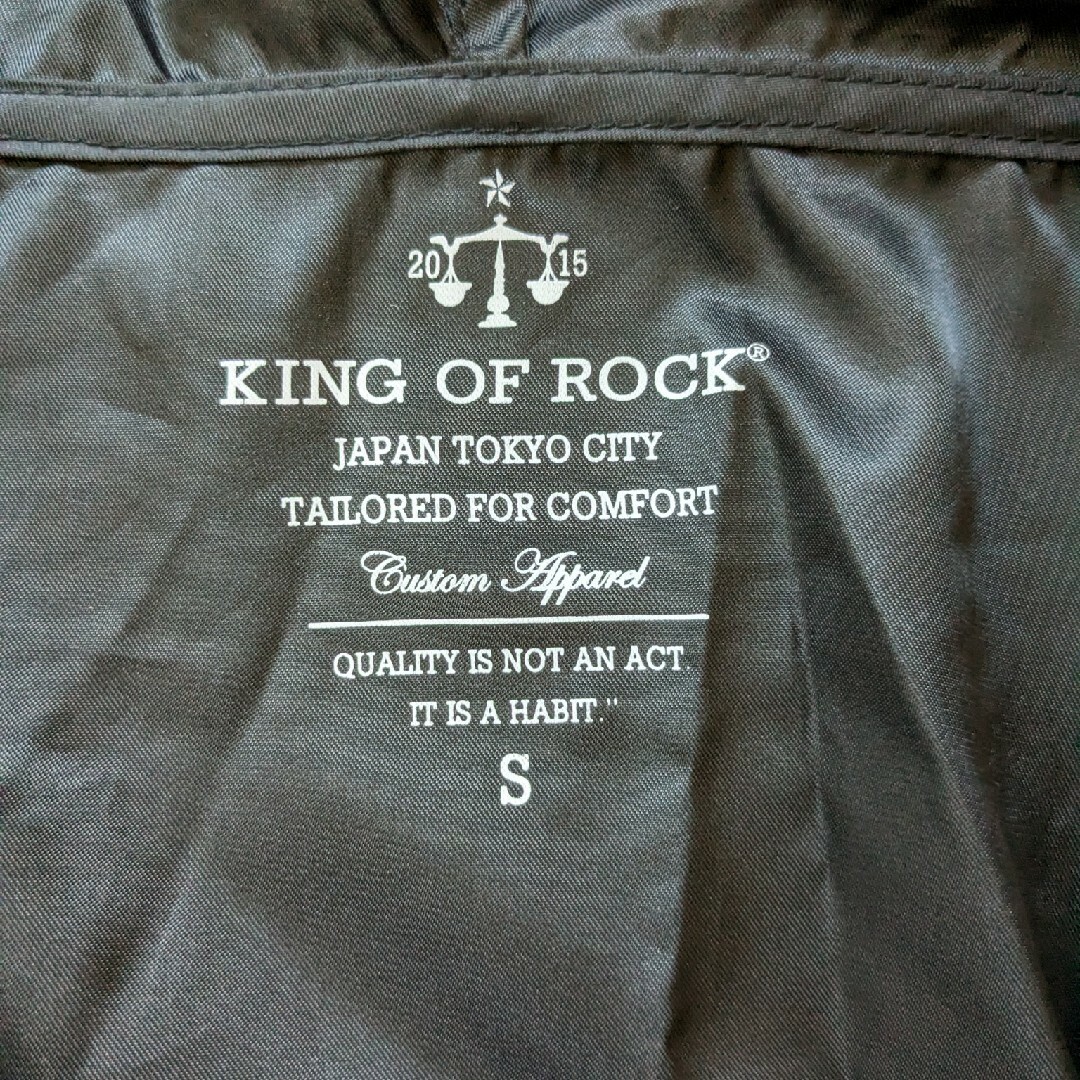 20 15
KING OF ROCK®
JAPAN TOKYO CITY
TAILORED FOR COMFORT
Custom Apparel
QUALITY IS NOT AN ACT.
IT IS A HABIT."
S